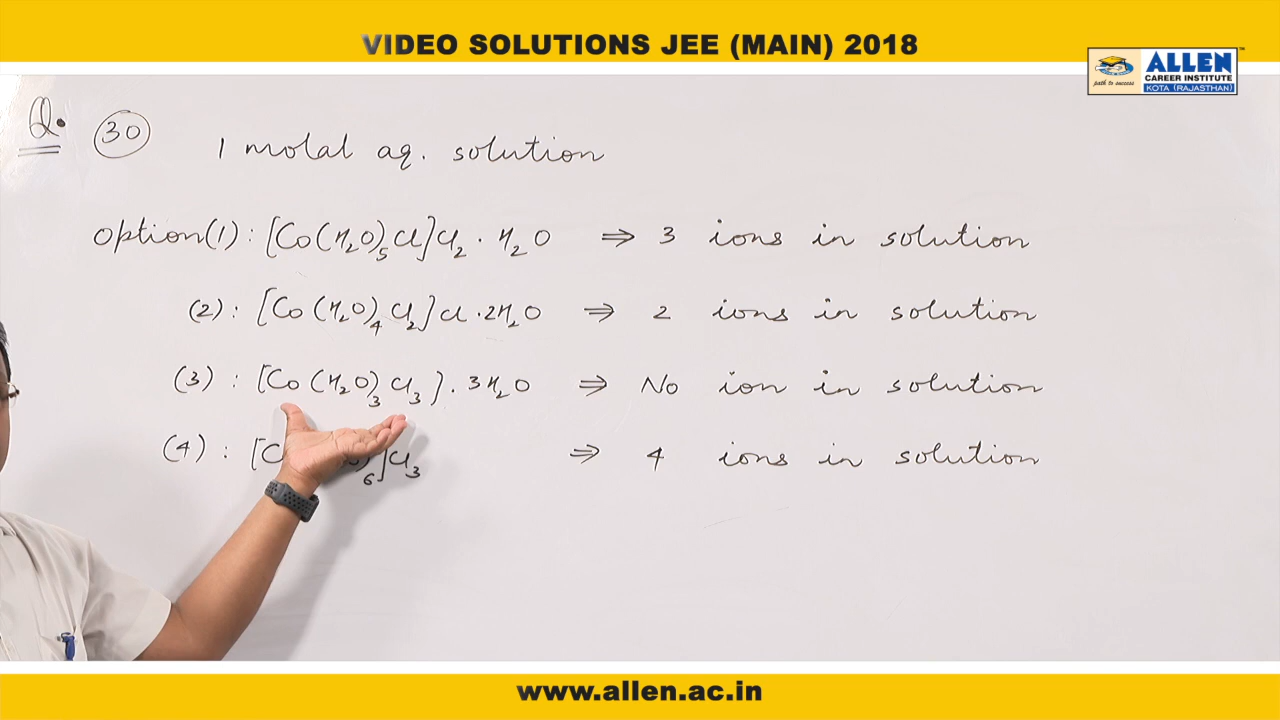 VIDEO SOLUTIONS JEE (MAIN) 2018
ALLEN
CAREER INSTITUTE
KOTA (RAJASTHAN)
path to success
Q. 30 1 molal aq. solution
option(1): [Co(H₂O)₅Cl]Cl₂ · H₂O ⇒ 3 ions in solution
(2): [Co(H₂O)₄Cl₂]Cl·2H₂O ⇒ 2 ions in solution
(3): [Co(H₂O)₃Cl₃]·3H₂O ⇒ No ion in solution
(4): [C ₆]Cl₃ ⇒ 4 ions in solution
www.allen.ac.in